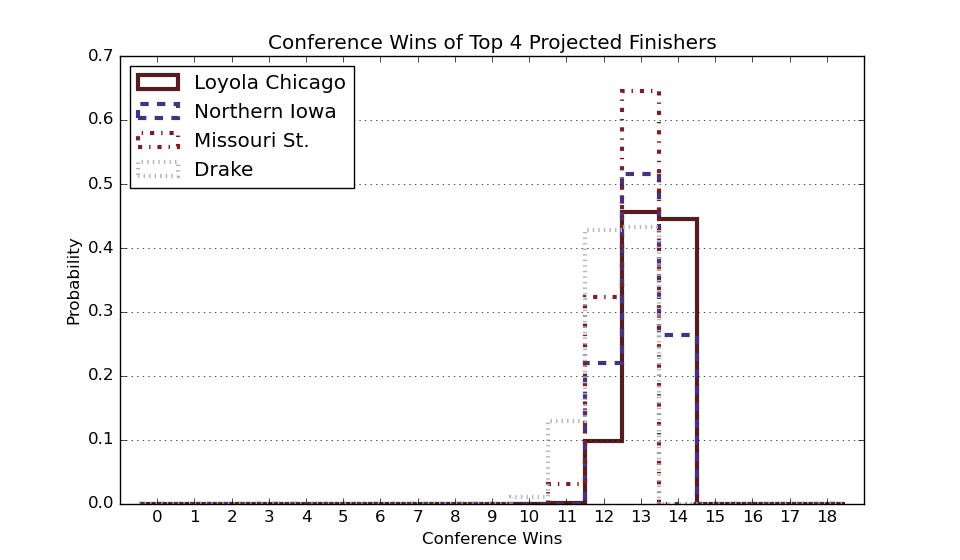 Conference Wins of Top 4 Projected Finishers
0.7
0.6
0.5
0.4
0.3
0.2
0.1
0.0
Probability
Loyola Chicago
Northern Iowa
Missouri St.
Drake
0 1 2 3 4 5 6 7 8 9 10 11 12 13 14 15 16 17 18
Conference Wins